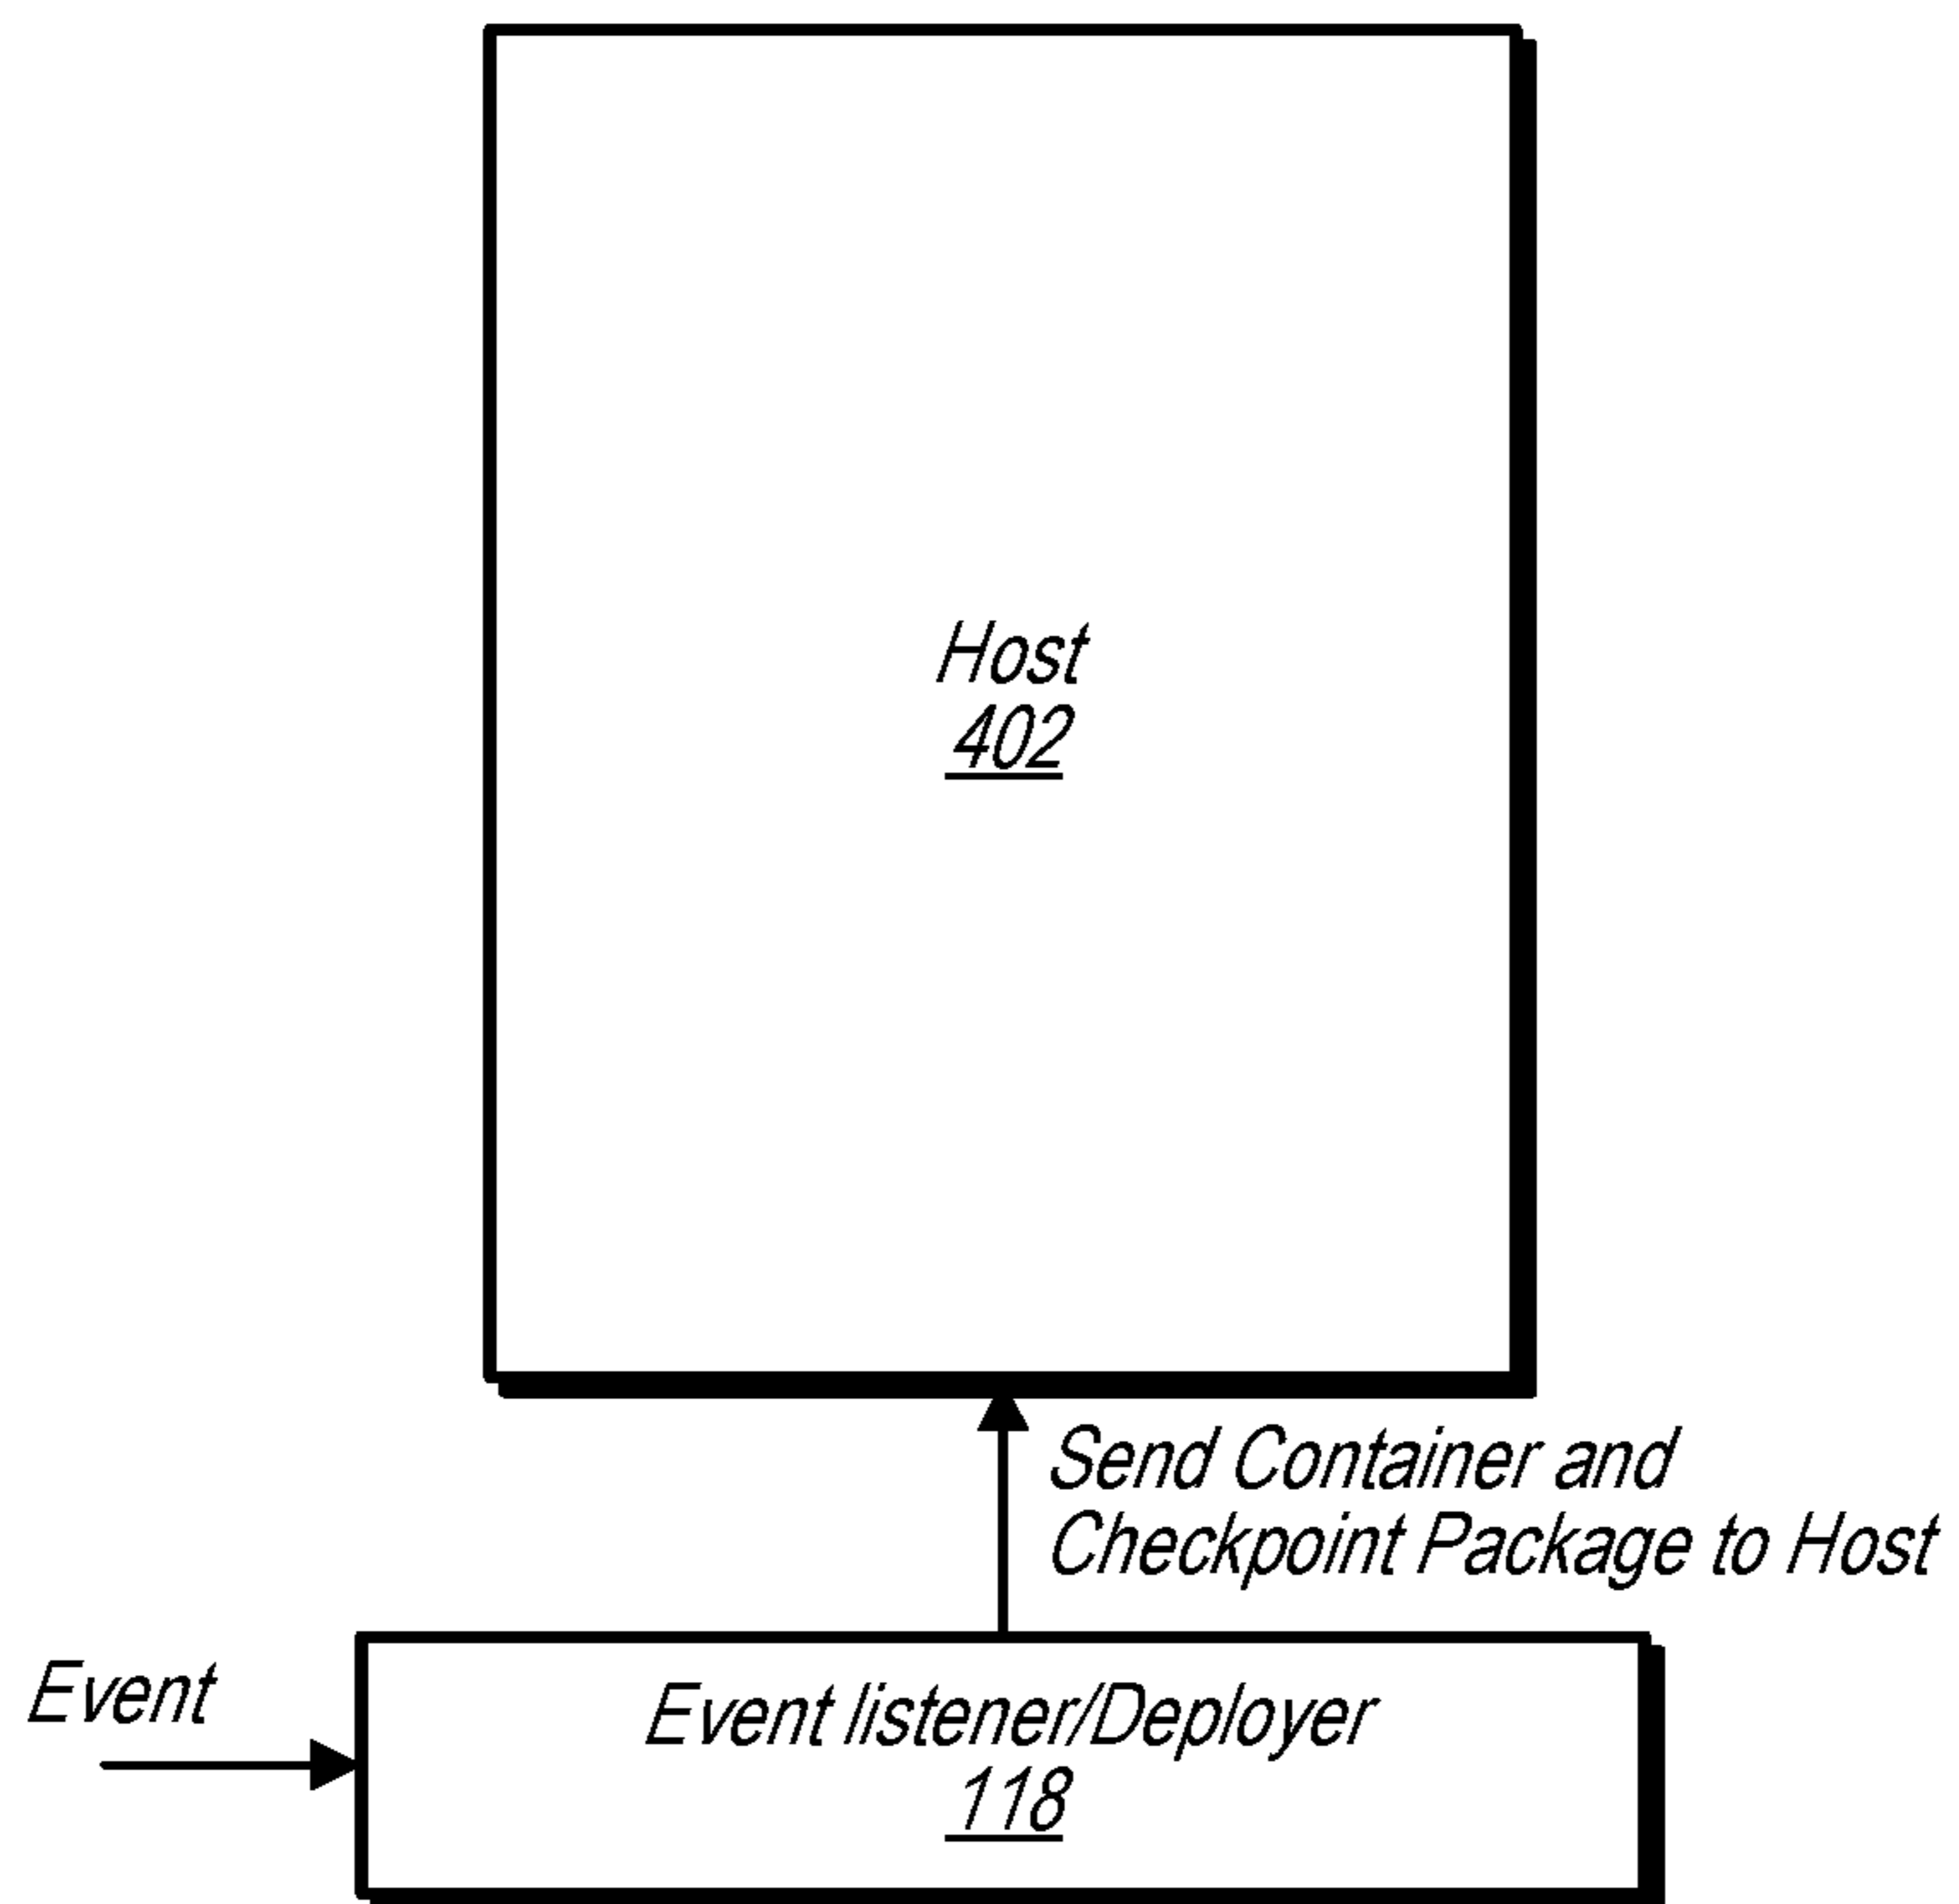 Host
402
Send Container and
Checkpoint Package to Host
Event
Event listener/Deployer
118